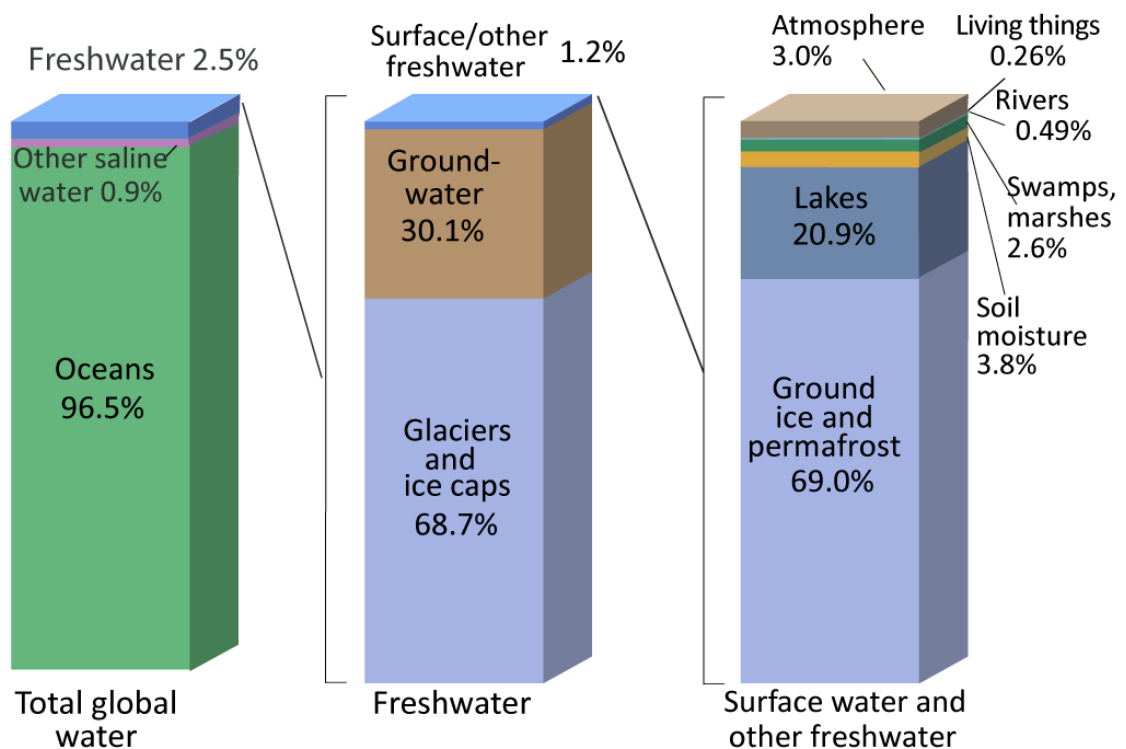 Freshwater 2.5%
Other saline
water 0.9%
Oceans
96.5%
Total global
water
Surface/other
freshwater
1.2%
Ground-
water
30.1%
Glaciers
and
ice caps
68.7%
Freshwater
Atmosphere
3.0%
Living things
0.26%
Rivers
0.49%
Swamps,
marshes
2.6%
Soil
moisture
3.8%
Lakes
20.9%
Ground
ice and
permafrost
69.0%
Surface water and
other freshwater